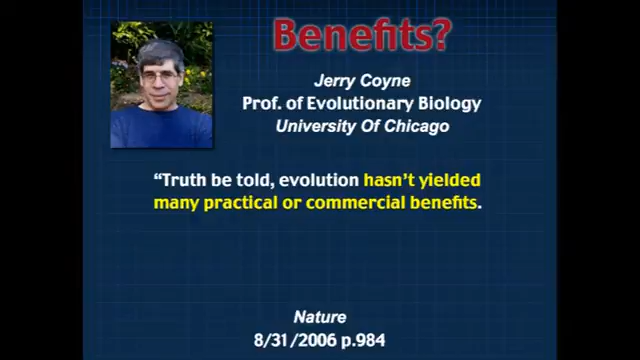 Benefits?
Jerry Coyne
Prof. of Evolutionary Biology
University Of Chicago
“Truth be told, evolution hasn’t yielded
many practical or commercial benefits.
Nature
8/31/2006 p.984